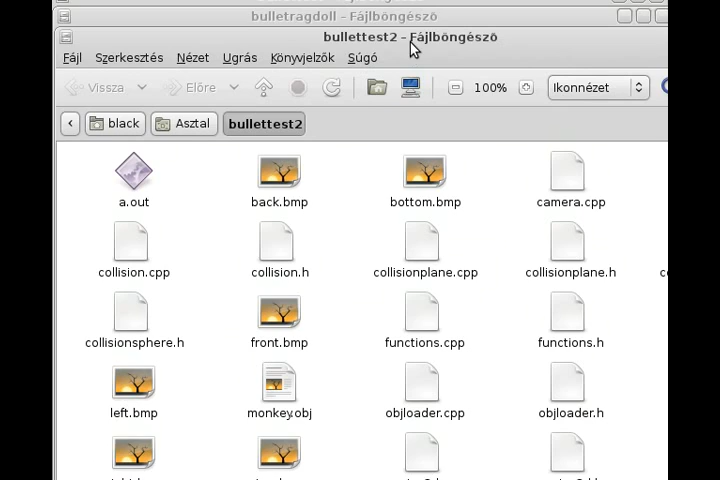 bulletragdoll – Fájlböngésző
bullettest2 – Fájlböngésző
Fájl Szerkesztés Nézet Ugrás Könyvjelzők Súgó
Vissza Előre 100% Ikonnézet
black Asztal bullettest2
a.out back.bmp bottom.bmp camera.cpp
collision.cpp collision.h collisionplane.cpp collisionplane.h
collisionsphere.h front.bmp functions.cpp functions.h
left.bmp monkey.obj objloader.cpp objloader.h